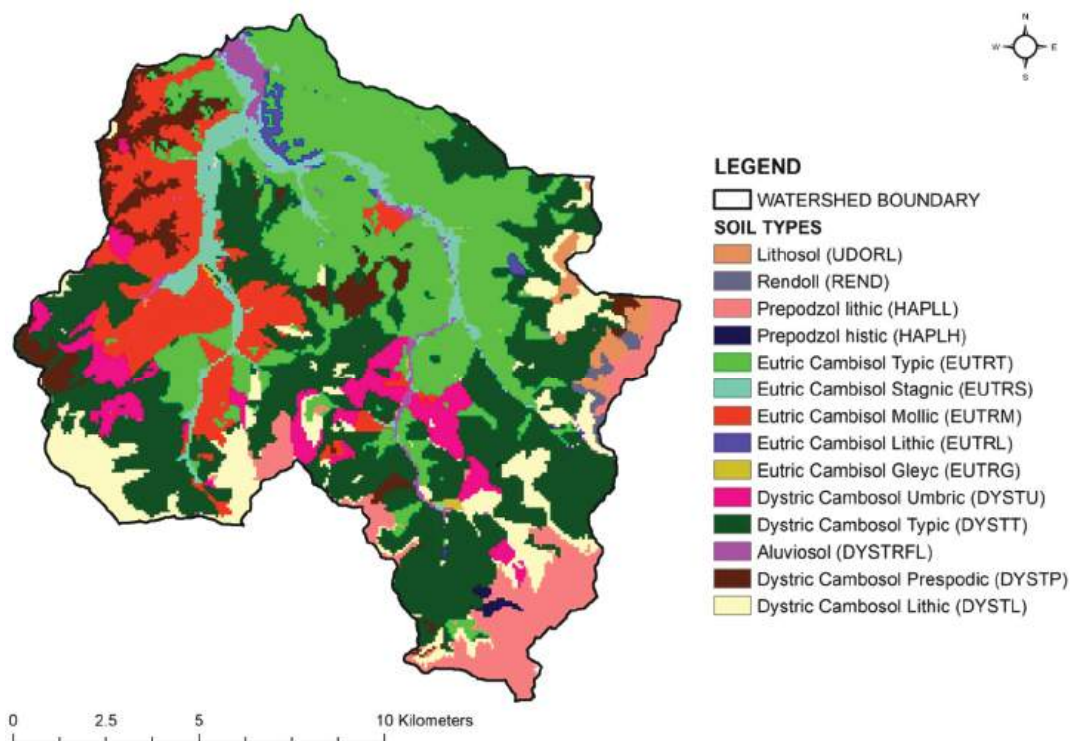 N
W E
S
LEGEND
WATERSHED BOUNDARY
SOIL TYPES
Lithosol (UDORL)
Rendoll (REND)
Prepodzol lithic (HAPLL)
Prepodzol histic (HAPLH)
Eutric Cambisol Typic (EUTRT)
Eutric Cambisol Stagnic (EUTRS)
Eutric Cambisol Mollic (EUTRM)
Eutric Cambisol Lithic (EUTRL)
Eutric Cambisol Gleyc (EUTRG)
Dystric Cambosol Umbric (DYSTU)
Dystric Cambosol Typic (DYSTT)
Aluviosol (DYSTRFL)
Dystric Cambosol Prespodic (DYSTP)
Dystric Cambosol Lithic (DYSTL)
0 2.5 5 10 Kilometers